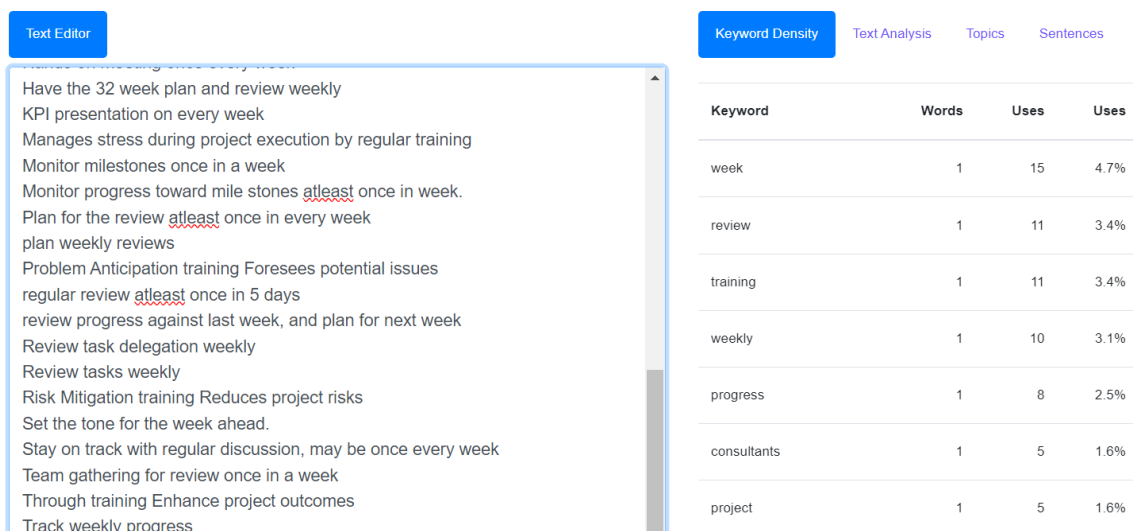 Text Editor
Keyword Density Text Analysis Topics Sentences
Hands on meeting once every week
Have the 32 week plan and review weekly
KPI presentation on every week
Manages stress during project execution by regular training
Monitor milestones once in a week
Monitor progress toward mile stones atleast once in week.
Plan for the review atleast once in every week
plan weekly reviews
Problem Anticipation training Foresees potential issues
regular review atleast once in 5 days
review progress against last week, and plan for next week
Review task delegation weekly
Review tasks weekly
Risk Mitigation training Reduces project risks
Set the tone for the week ahead.
Stay on track with regular discussion, may be once every week
Team gathering for review once in a week
Through training Enhance project outcomes
Track weekly progress
Keyword Words Uses Uses
week 1 15 4.7%
review 1 11 3.4%
training 1 11 3.4%
weekly 1 10 3.1%
progress 1 8 2.5%
consultants 1 5 1.6%
project 1 5 1.6%